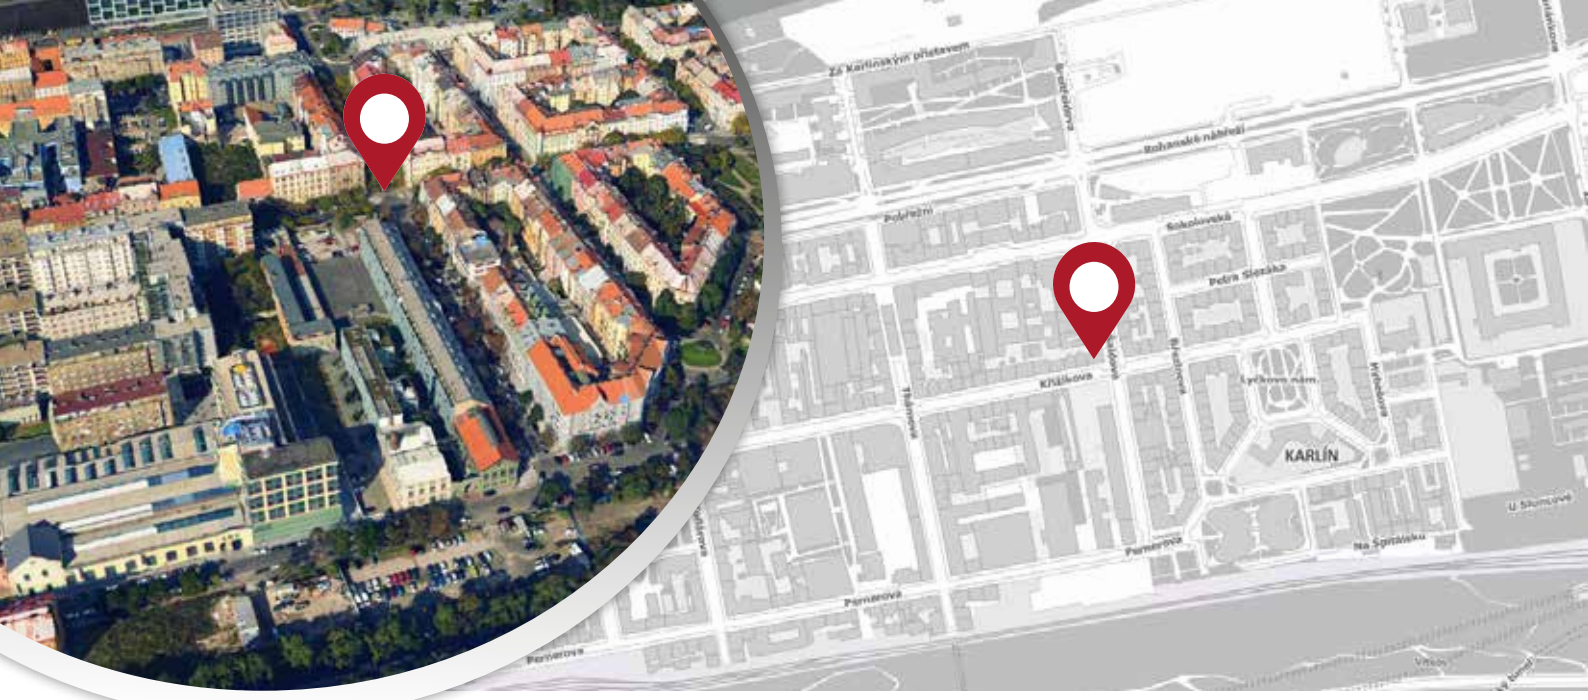 Za Karlínským přístavem
Rohanské nábřeží
Pobřežní
Sokolovská
Petra Slezáka
Křižíkova
Thámova
Lyčkovo nám.
KARLÍN
U Sluncové
Pernerova
Na Špitálsku
Pernerova
Pernerova